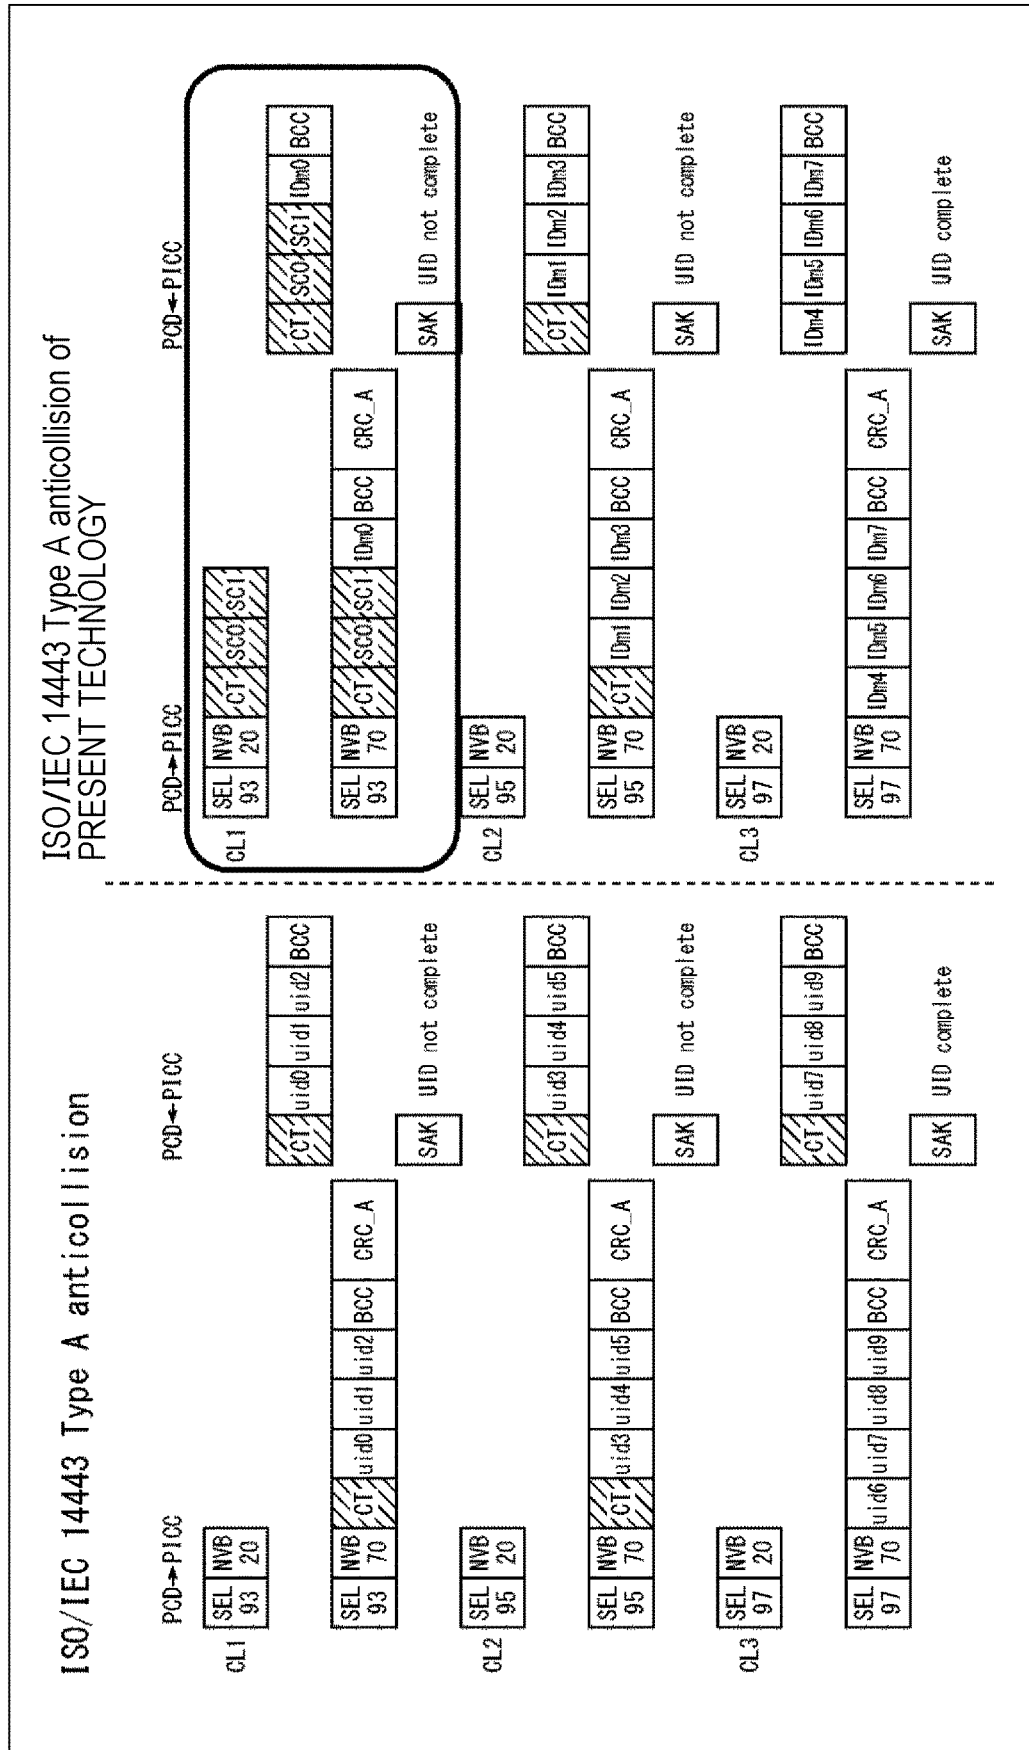 ISO/IEC 14443 Type A anticollision
PCD→PICC PCD←PICC
CL1 SEL 93 NVB 20
CT uid0 uid1 uid2 BCC
SEL 93 NVB 70 CT uid0 uid1 uid2 BCC CRC_A
SAK UID not complete
CL2 SEL 95 NVB 20
CT uid3 uid4 uid5 BCC
SEL 95 NVB 70 CT uid3 uid4 uid5 BCC CRC_A
SAK UID not complete
CL3 SEL 97 NVB 20
CT uid7 uid8 uid9 BCC
SEL 97 NVB 70 uid6 uid7 uid8 uid9 BCC CRC_A
SAK UID complete
ISO/IEC 14443 Type A anticollision of
PRESENT TECHNOLOGY
PCD→PICC PCD←PICC
CL1 SEL 93 NVB 20 CT SC0 SC1
CT SC0 SC1 IDm0 BCC
SEL 93 NVB 70 CT SC0 SC1 IDm0 BCC CRC_A
SAK UID not complete
CL2 SEL 95 NVB 20
CT IDm1 IDm2 IDm3 BCC
SEL 95 NVB 70 CT IDm1 IDm2 IDm3 BCC CRC_A
SAK UID not complete
CL3 SEL 97 NVB 20
IDm4 IDm5 IDm6 IDm7 BCC
SEL 97 NVB 70 IDm4 IDm5 IDm6 IDm7 BCC CRC_A
SAK UID complete